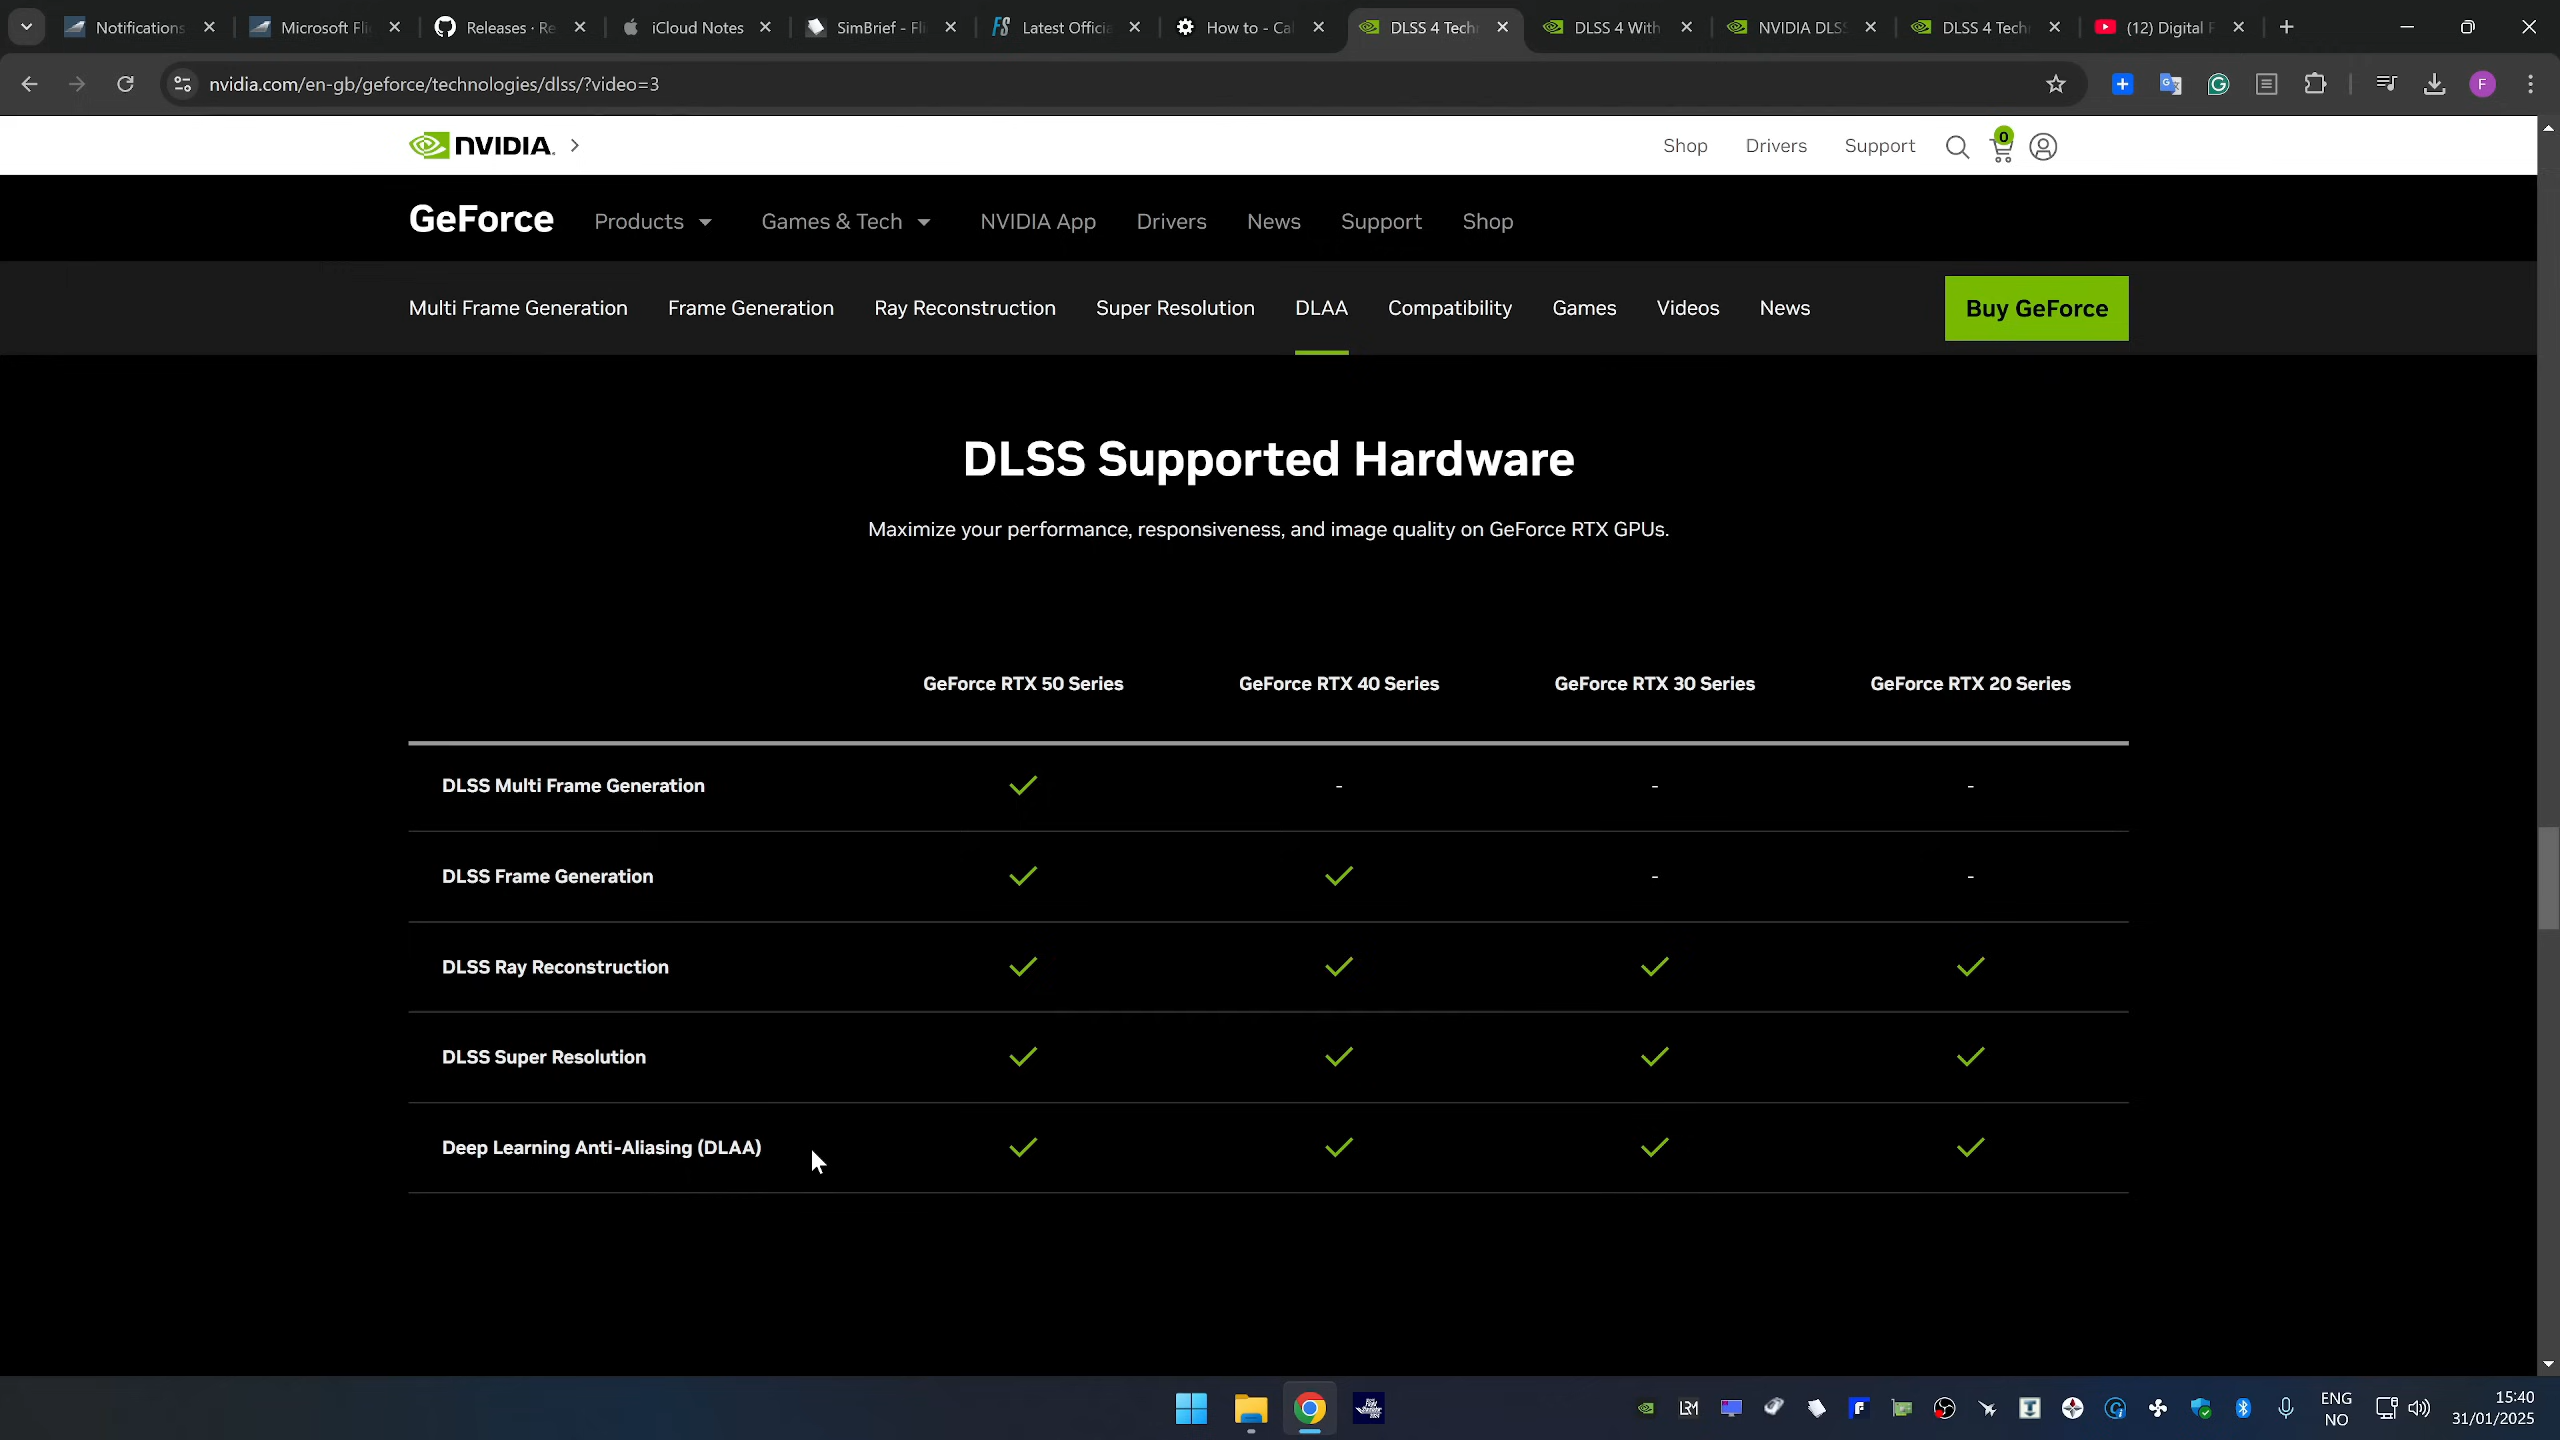 Notifications
Microsoft Fli
Releases · Re
iCloud Notes
SimBrief - Fli
FS Latest Officia
How to - Cal
DLSS 4 Tech
DLSS 4 With
NVIDIA DLSS
DLSS 4 Tech
(12) Digital F
nvidia.com/en-gb/geforce/technologies/dlss/?video=3
F
NVIDIA.
Shop Drivers Support 0
GeForce Products Games & Tech NVIDIA App Drivers News Support Shop
Multi Frame Generation Frame Generation Ray Reconstruction Super Resolution DLAA Compatibility Games Videos News Buy GeForce
DLSS Supported Hardware
Maximize your performance, responsiveness, and image quality on GeForce RTX GPUs.
GeForce RTX 50 Series GeForce RTX 40 Series GeForce RTX 30 Series GeForce RTX 20 Series
DLSS Multi Frame Generation - - -
DLSS Frame Generation - -
DLSS Ray Reconstruction
DLSS Super Resolution
Deep Learning Anti-Aliasing (DLAA)
LRM
ENG
NO
15:40
31/01/2025